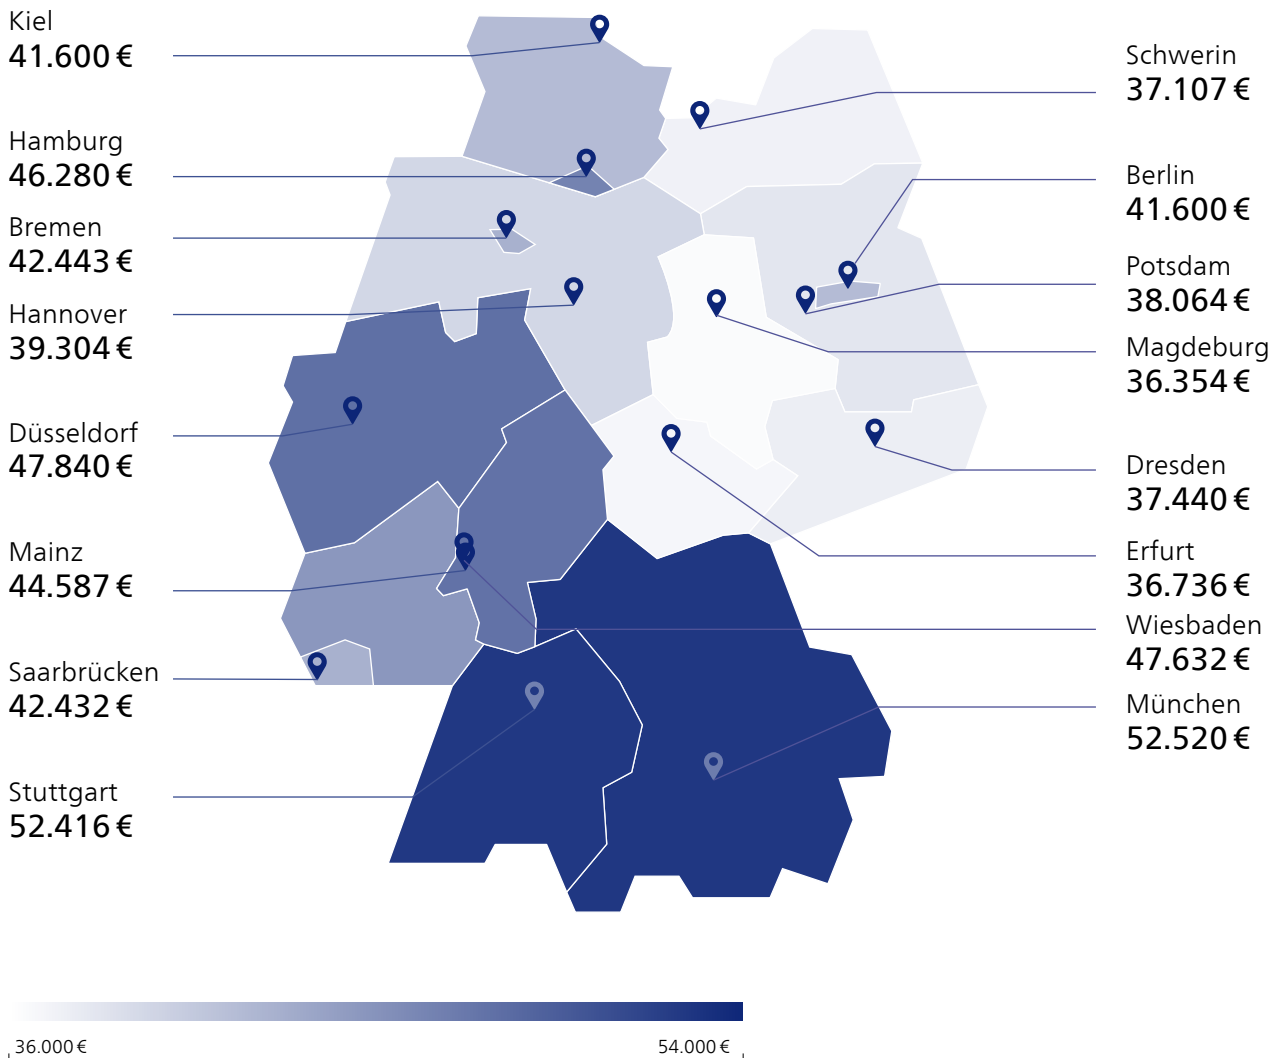 Kiel
41.600 €
Hamburg
46.280 €
Bremen
42.443 €
Hannover
39.304 €
Düsseldorf
47.840 €
Mainz
44.587 €
Saarbrücken
42.432 €
Stuttgart
52.416 €
Schwerin
37.107 €
Berlin
41.600 €
Potsdam
38.064 €
Magdeburg
36.354 €
Dresden
37.440 €
Erfurt
36.736 €
Wiesbaden
47.632 €
München
52.520 €
36.000 €
54.000 €